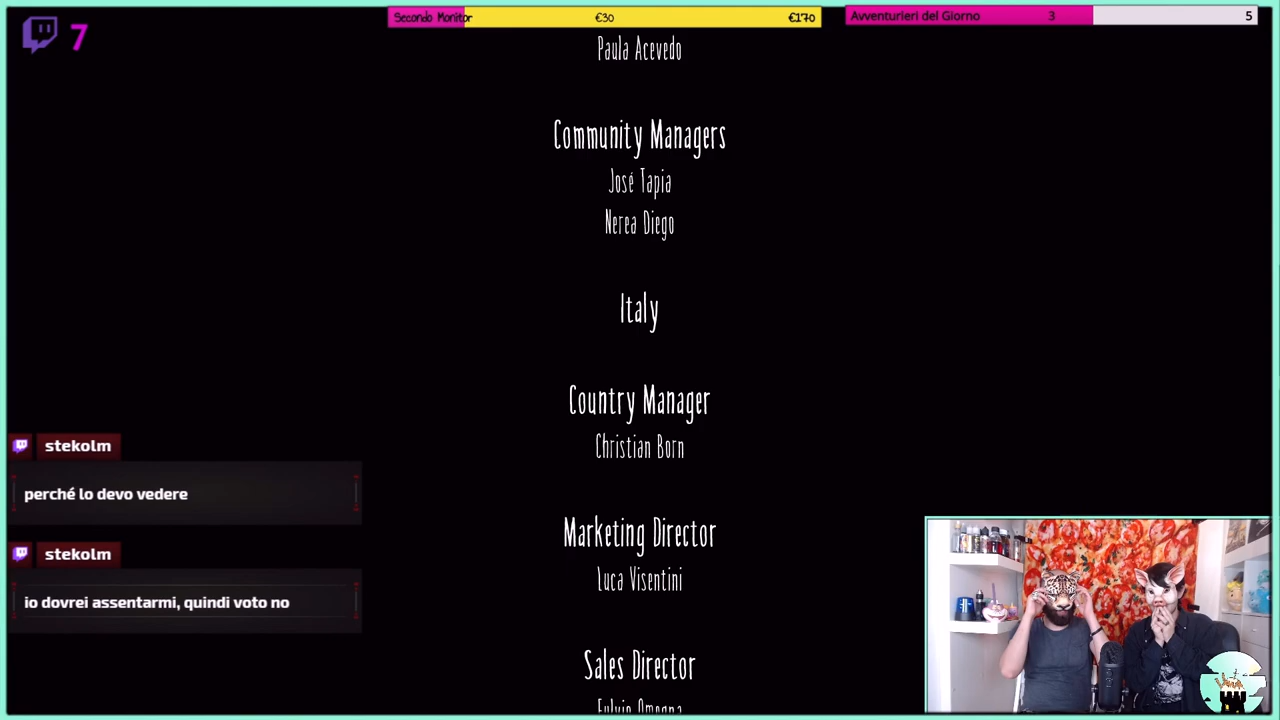 7
Secondo Monitor €30 €170
Avventurieri del Giorno 3 5
Paula Acevedo
Community Managers
José Tapia
Nerea Diego
Italy
Country Manager
Christian Born
Marketing Director
Luca Visentini
Sales Director
Fulvio Omegna
stekolm
perché lo devo vedere
stekolm
io dovrei assentarmi, quindi voto no